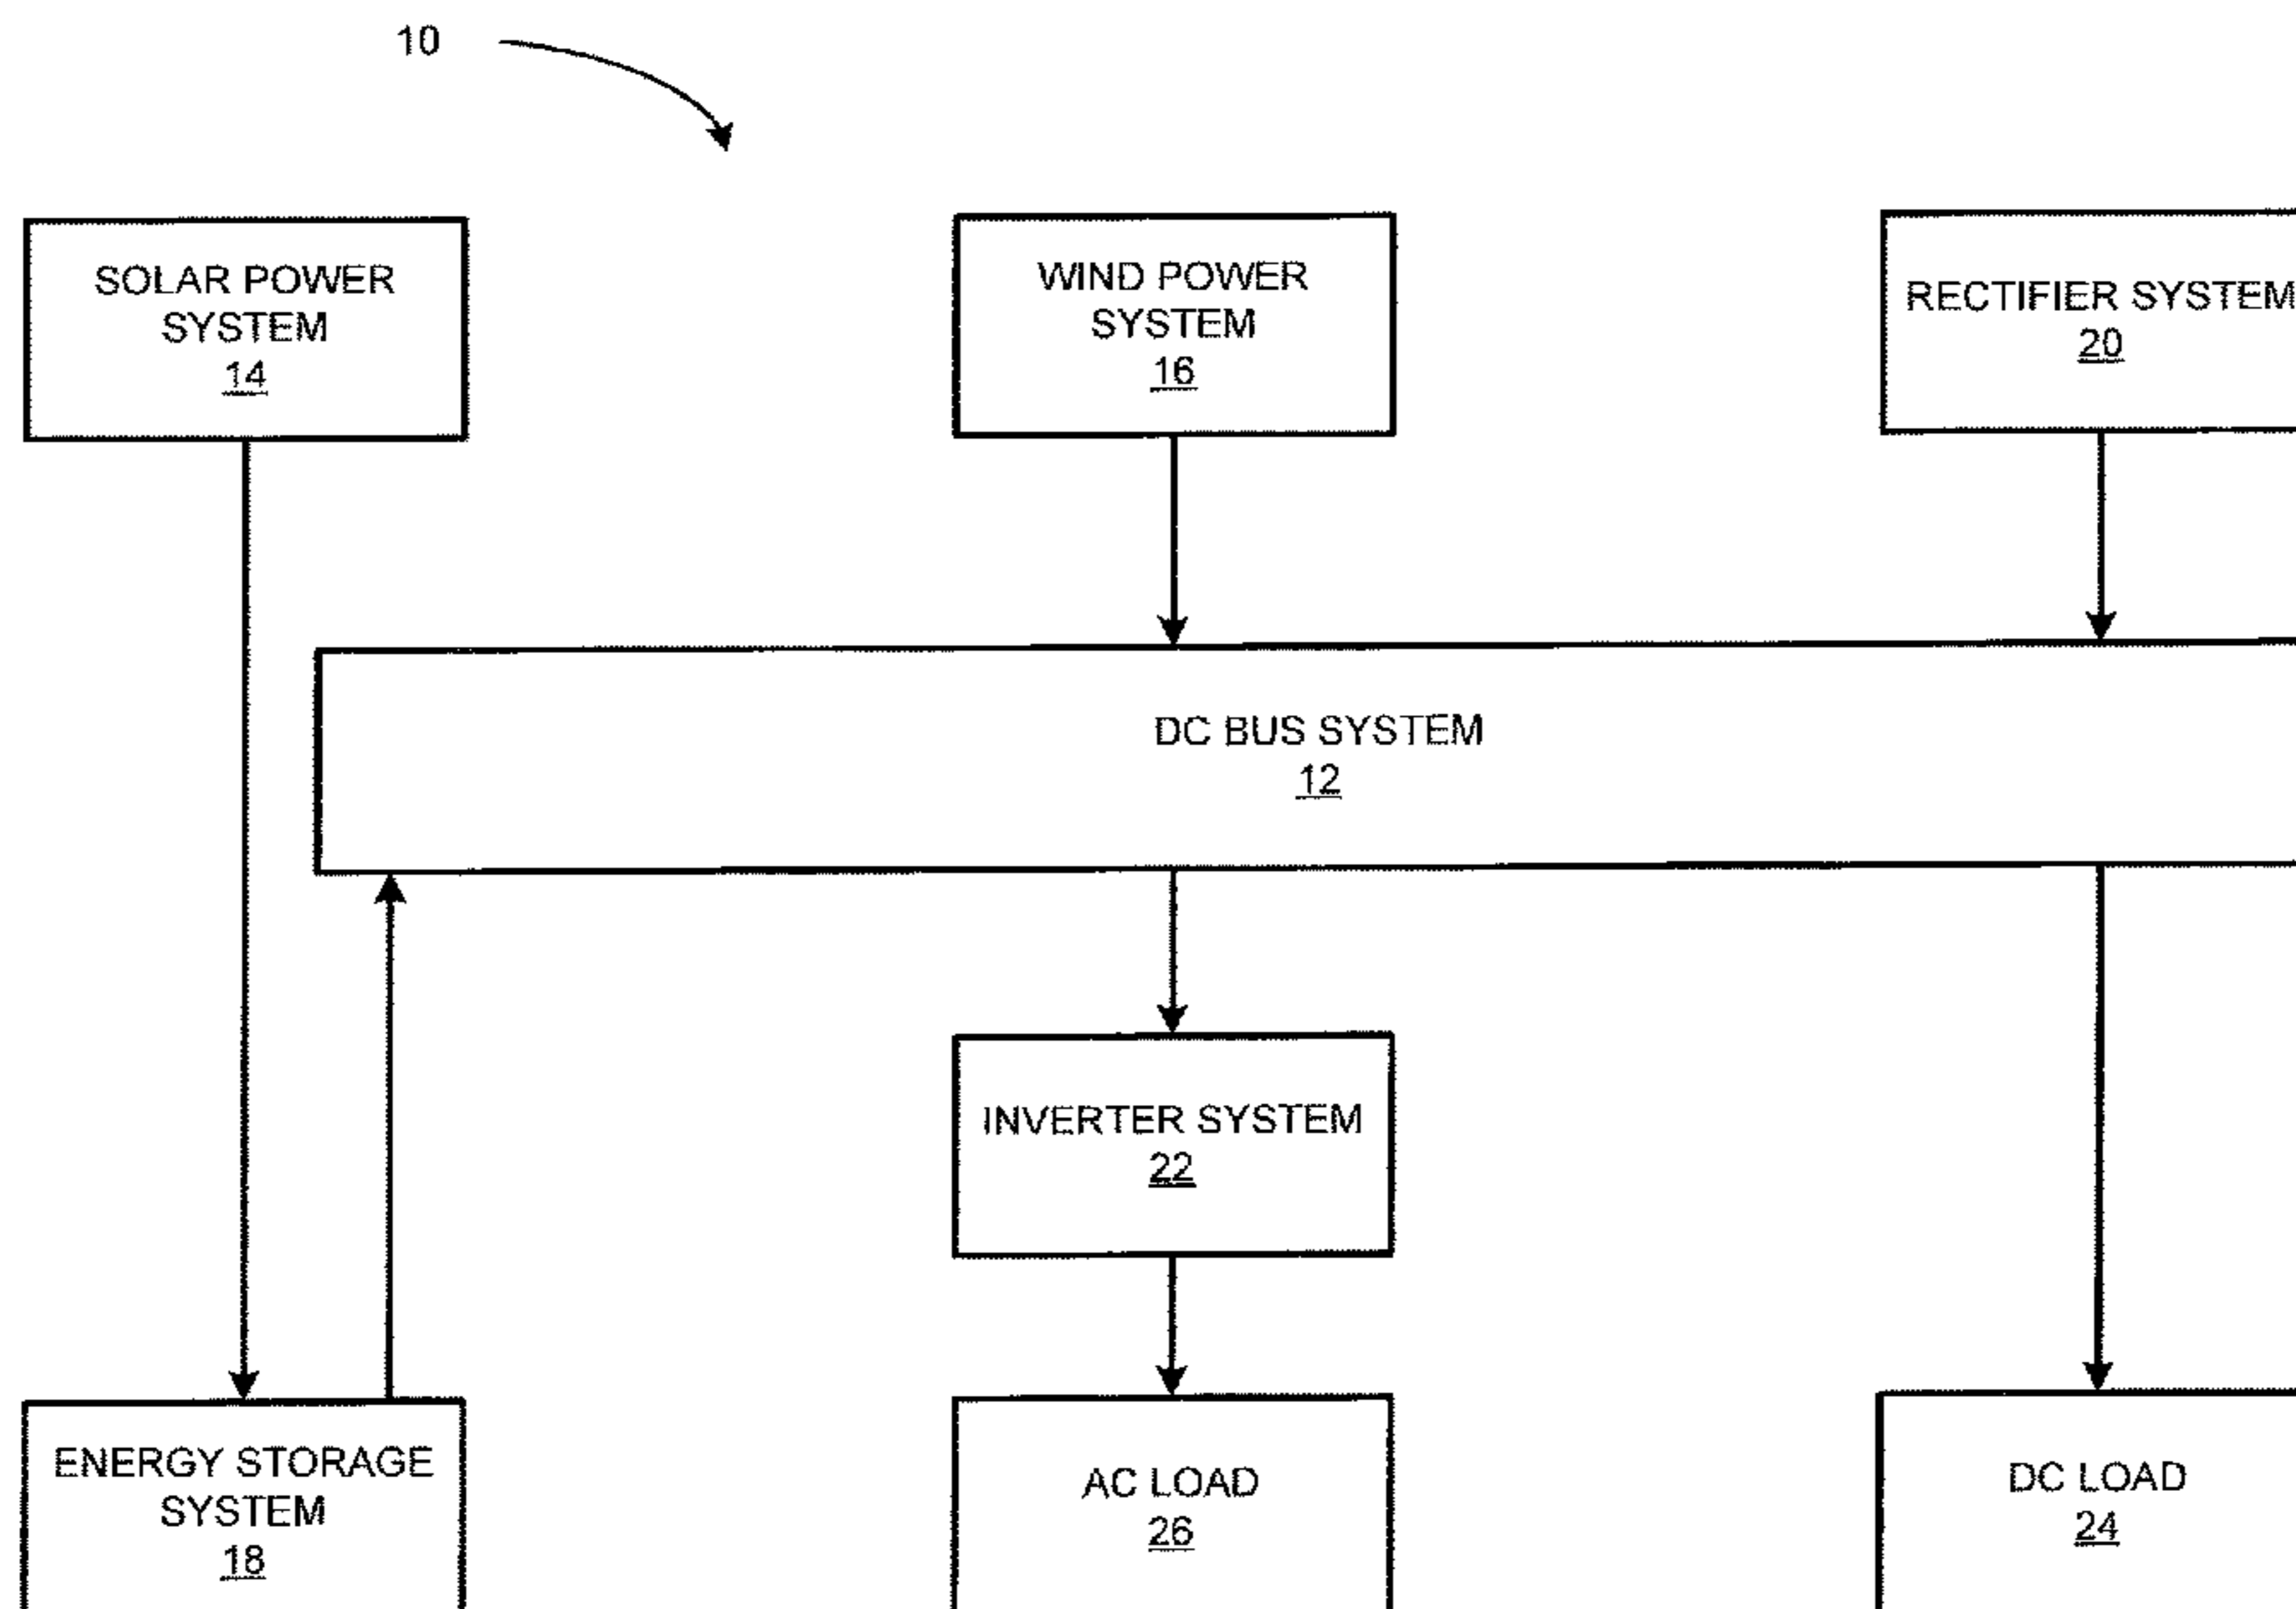 10
SOLAR POWER
SYSTEM
14
WIND POWER
SYSTEM
16
RECTIFIER SYSTEM
20
DC BUS SYSTEM
12
INVERTER SYSTEM
22
ENERGY STORAGE
SYSTEM
18
AC LOAD
26
DC LOAD
24